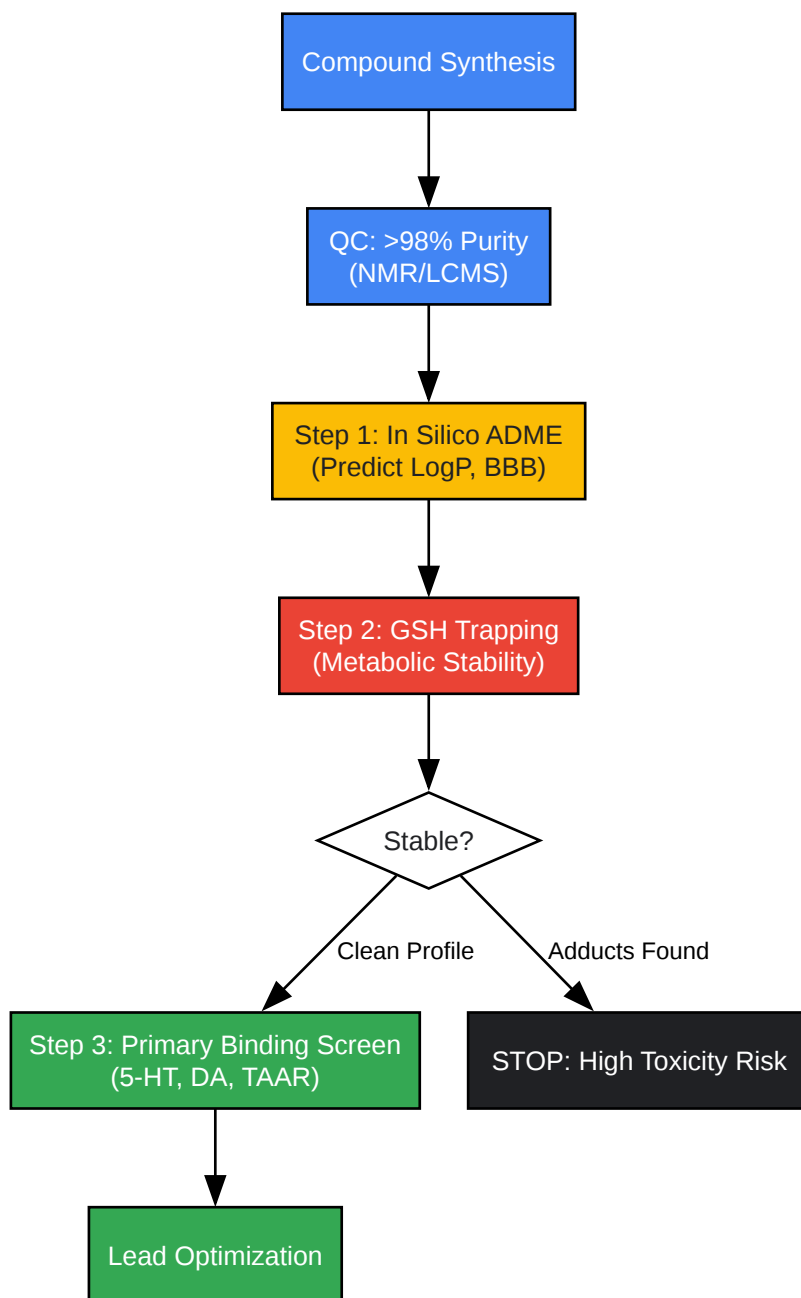 Compound Synthesis
QC: >98% Purity
(NMR/LCMS)
Step 1: In Silico ADME
(Predict LogP, BBB)
Step 2: GSH Trapping
(Metabolic Stability)
Stable?
Clean Profile
Adducts Found
Step 3: Primary Binding Screen
(5-HT, DA, TAAR)
STOP: High Toxicity Risk
Lead Optimization